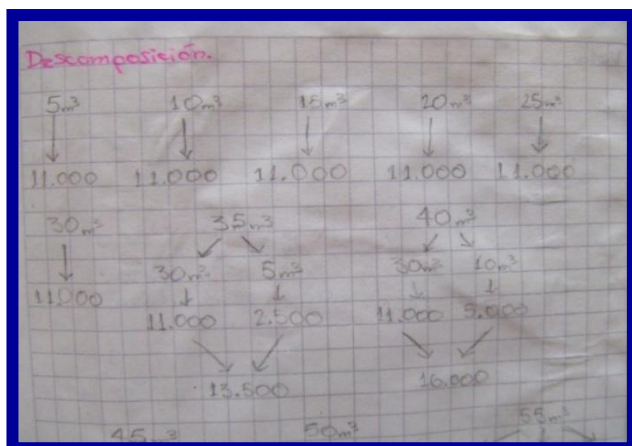 Descomposición.
5m³ 10m³ 15m³ 20m³ 25m³
11.000 11.000 11.000 11.000 11.000
30m³ 35m³ 40m³
30m³ 5m³ 30m³ 10m³
11.000
11.000 2.500 11.000 5.000
13.500 16.000
45m³ 50m³ 55m³